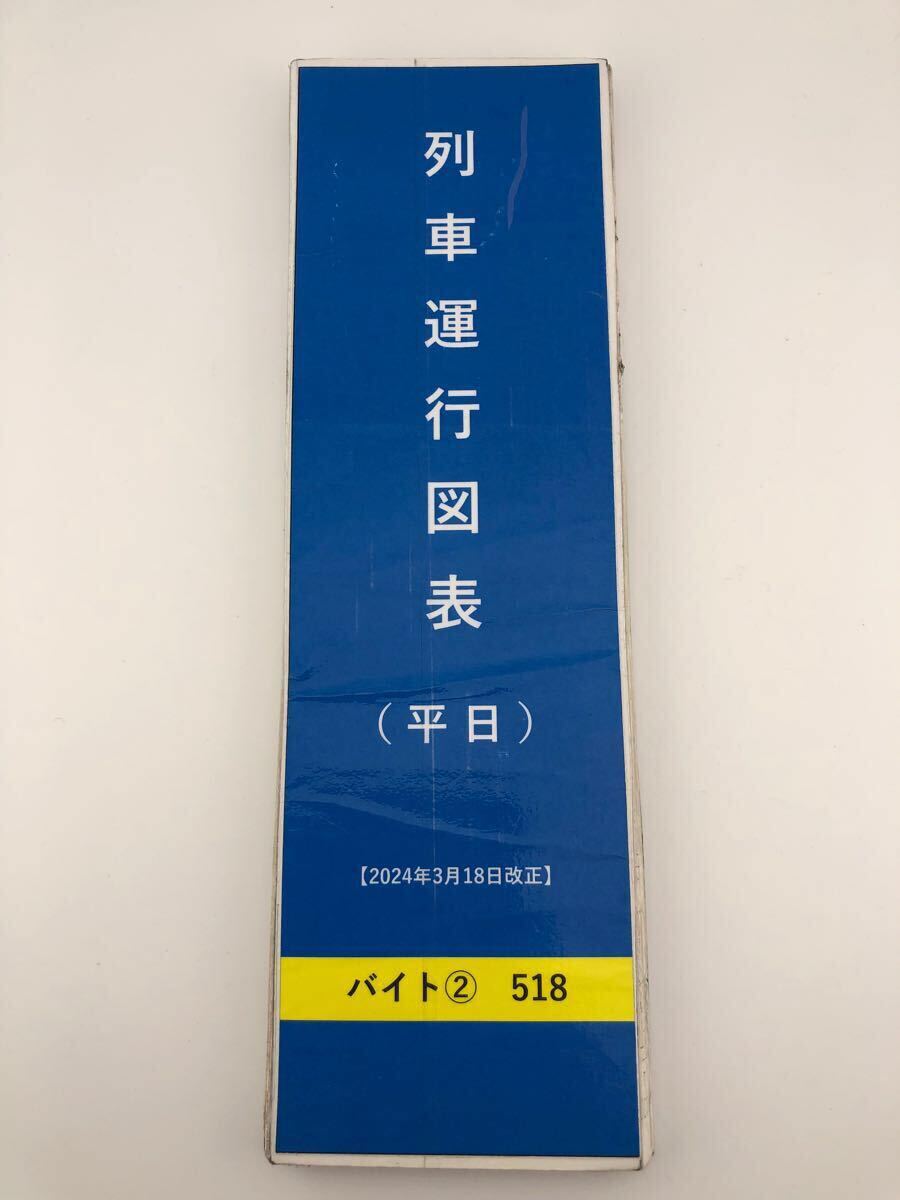 列車運行図表
（平日）
【2024年3月18日改正】
バイト② 518